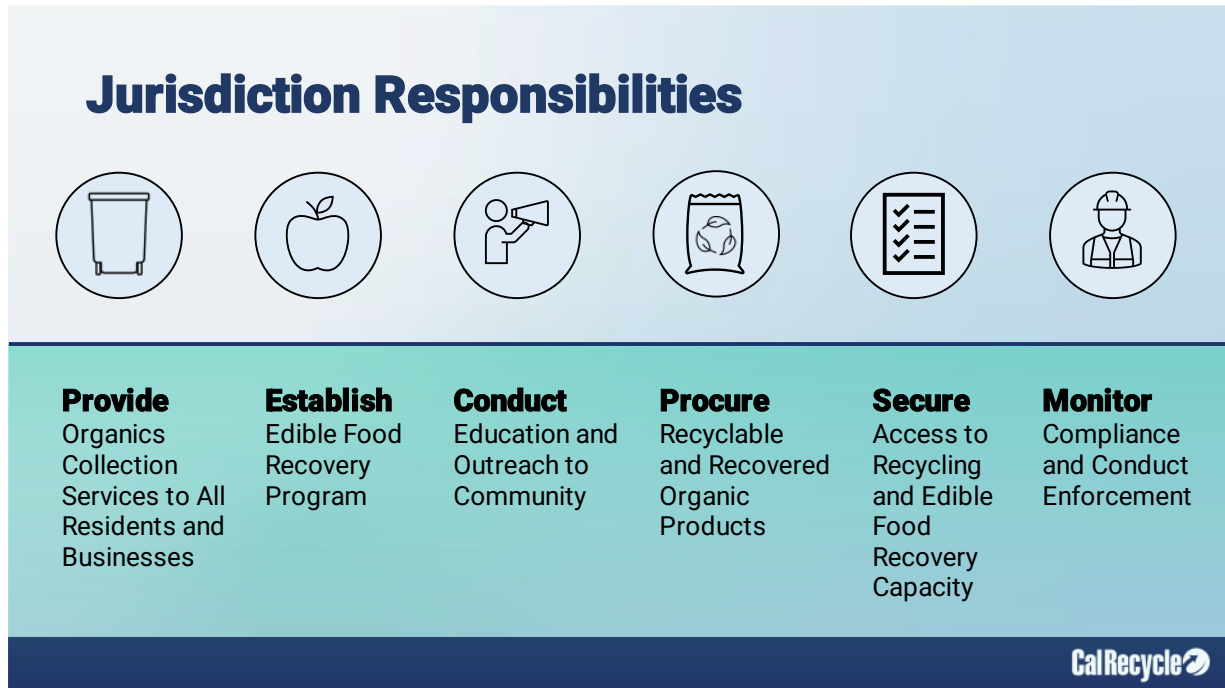 Jurisdiction Responsibilities
Provide
Organics
Collection
Services to All
Residents and
Businesses
Establish
Edible Food
Recovery
Program
Conduct
Education and
Outreach to
Community
Procure
Recyclable
and Recovered
Organic
Products
Secure
Access to
Recycling
and Edible
Food
Recovery
Capacity
Monitor
Compliance
and Conduct
Enforcement
CalRecycle